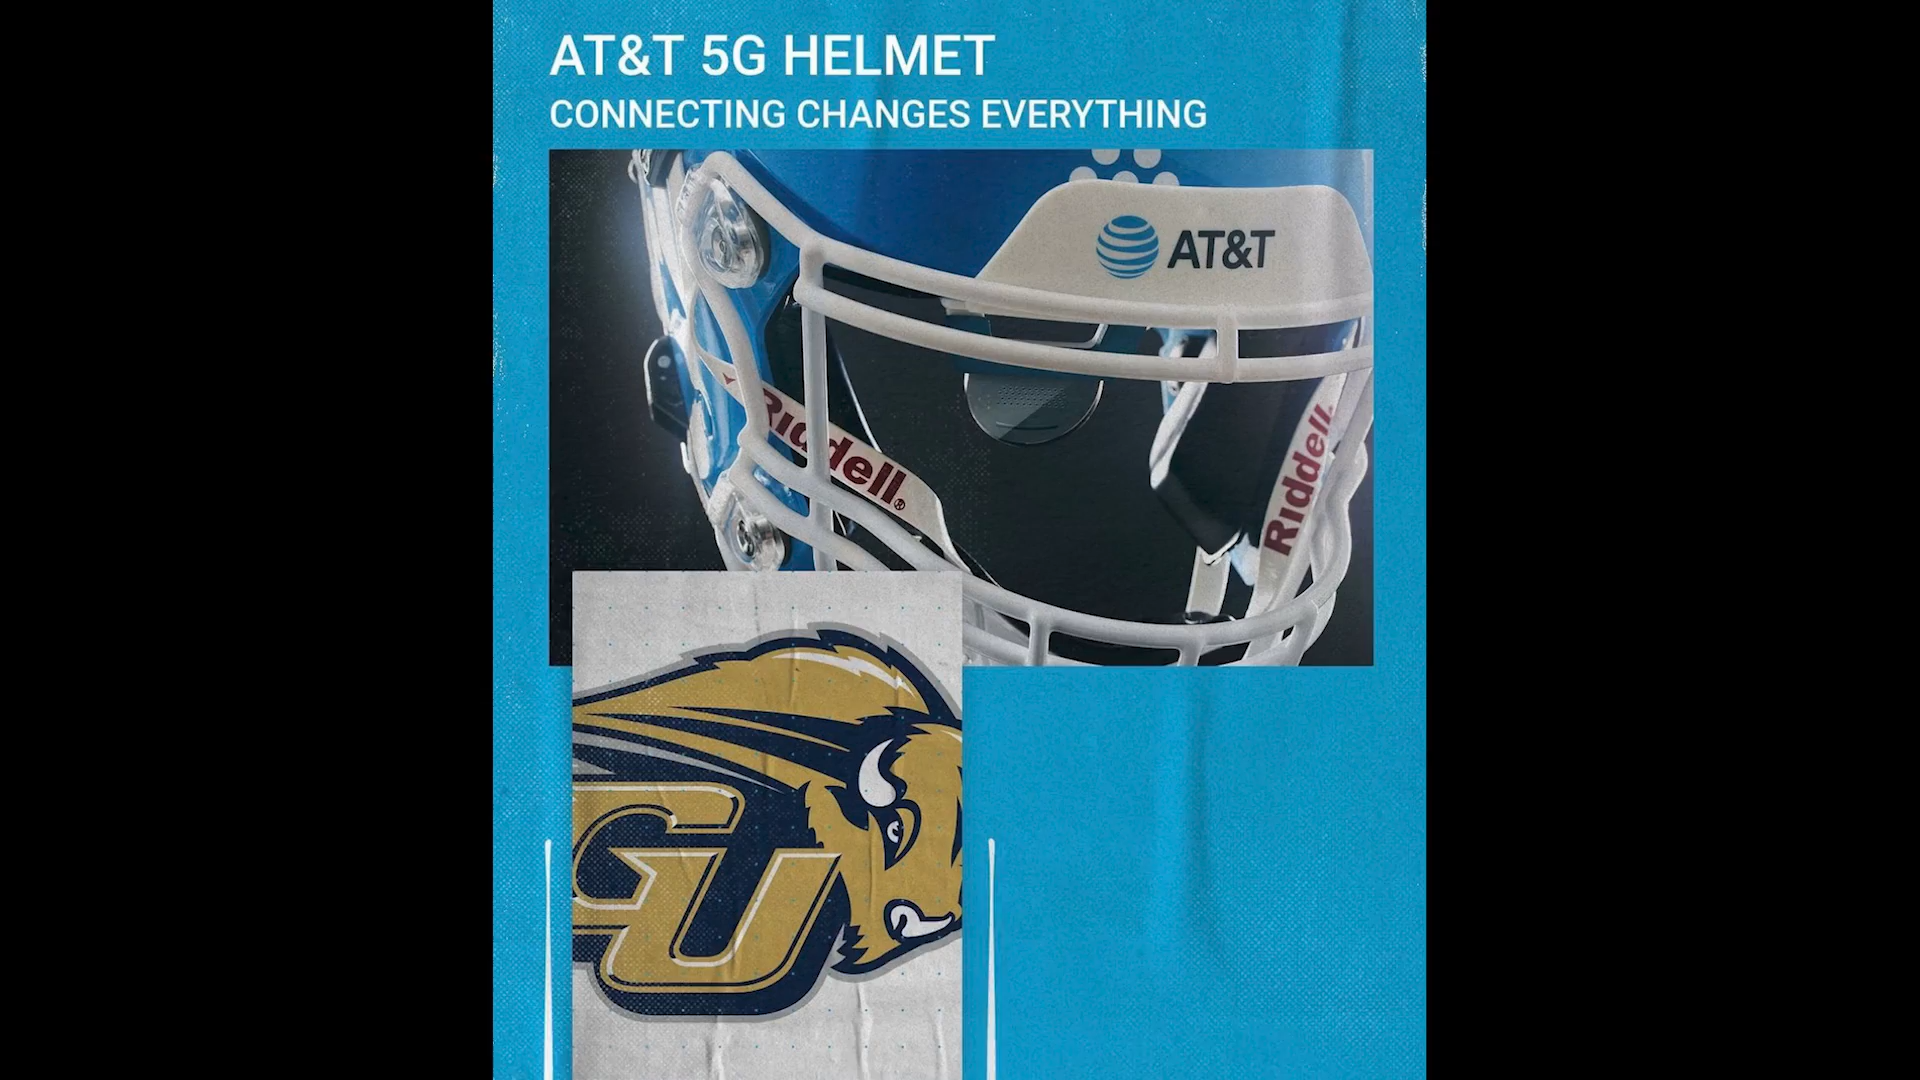 AT&T 5G HELMET
CONNECTING CHANGES EVERYTHING
AT&T
Riddell®
Riddell
GU